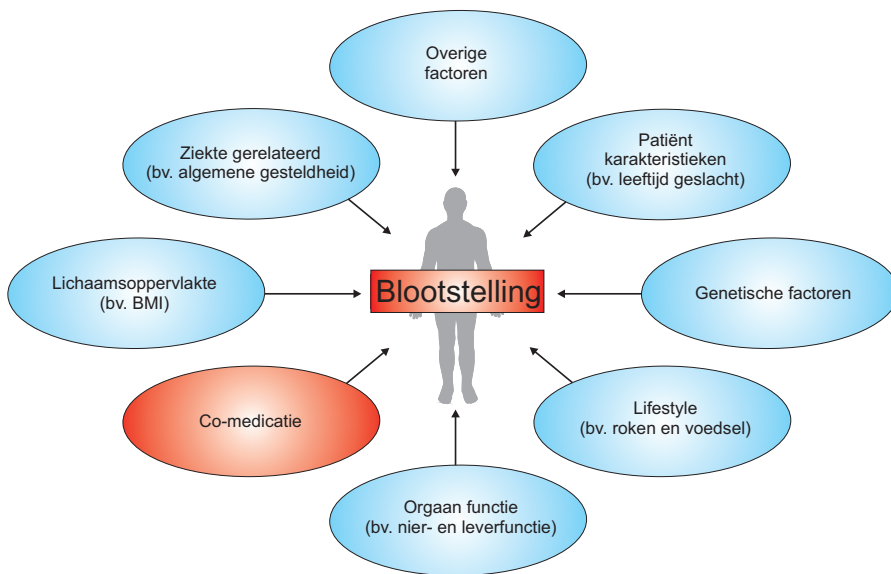 Overige
factoren
Ziekte gerelateerd
(bv. algemene gesteldheid)
Patiënt
karakteristieken
(bv. leeftijd geslacht)
Lichaamsoppervlakte
(bv. BMI)
Blootstelling
Genetische factoren
Co-medicatie
Lifestyle
(bv. roken en voedsel)
Orgaan functie
(bv. nier- en leverfunctie)